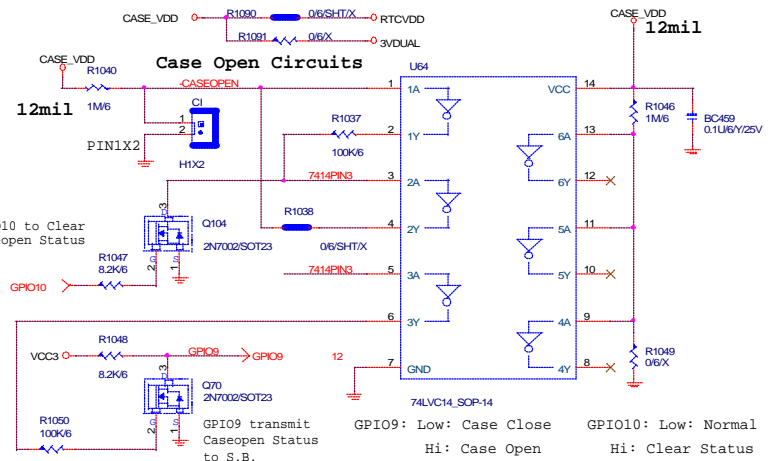 CASE_VDD
R1090
0/6/SHT/X
RTCVDD
R1091
0/6/X
3VDUAL
CASE_VDD
12mil
CASE_VDD
R1040
1M/6
12mil
Case Open Circuits
-CASEOPEN
CI
1
2
PIN1X2
H1X2
R1037
100K/6
7414PIN3
R1038
0/6/SHT/X
7414PIN3
U64
1 1A
2 1Y
3 2A
4 2Y
5 3A
6 3Y
7 GND
VCC 14
6A 13
6Y 12
5A 11
5Y 10
4A 9
4Y 8
74LVC14_SOP-14
R1046
1M/6
BC459
0.1U/6/Y/25V
R1049
0/6/X
to Clear
Status
3
D
G
S
2
1
Q104
2N7002/SOT23
R1047
8.2K/6
GPIO10
R1048
8.2K/6
VCC3
GPIO9
GPIO9
12
3
D
G
S
2
1
Q70
2N7002/SOT23
R1050
100K/6
GPIO9 transmit
Caseopen Status
to S.B.
GPIO9: Low: Case Close
Hi: Case Open
GPIO10: Low: Normal
Hi: Clear Status